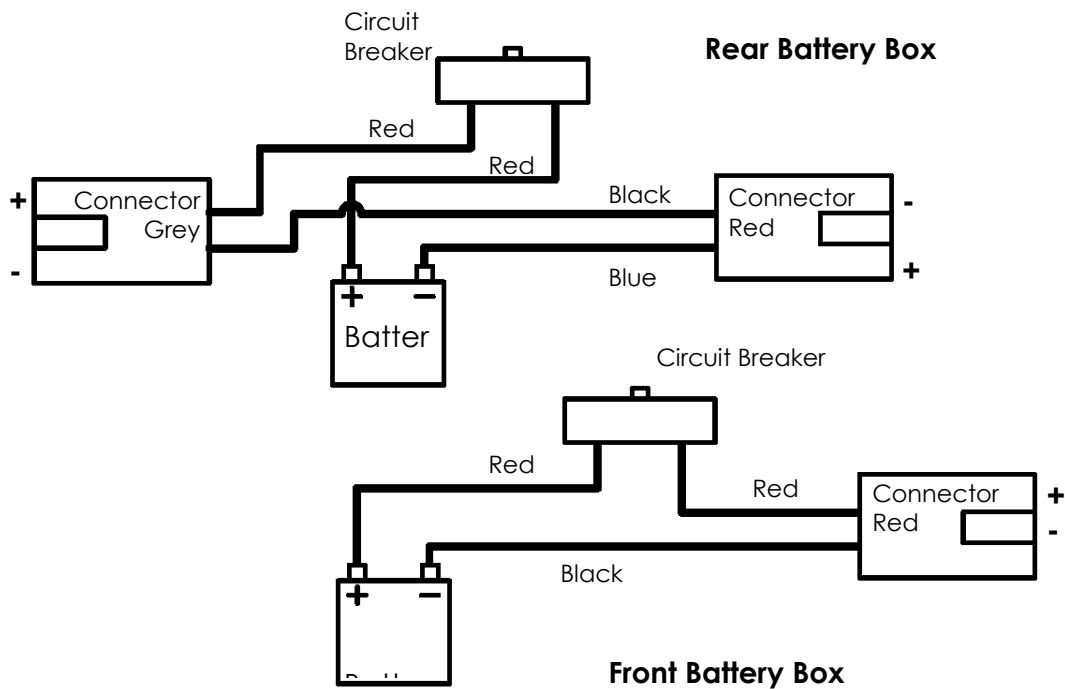 Circuit
Breaker
Rear Battery Box
Red
Red
+
Connector
Grey
-
Black
Connector
Red
-
+
Blue
+ −
Batter
Circuit Breaker
Red
Red
Connector
Red
+
-
Black
+ −
Front Battery Box